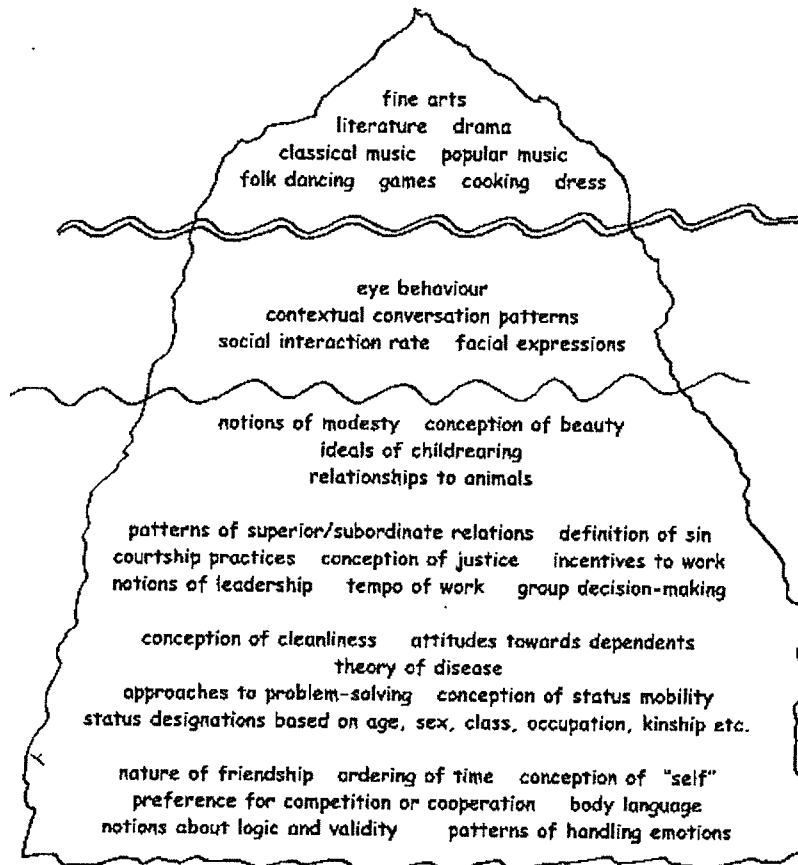 fine arts
literature drama
classical music popular music
folk dancing games cooking dress
eye behaviour
contextual conversation patterns
social interaction rate facial expressions
notions of modesty conception of beauty
ideals of childrearing
relationships to animals
patterns of superior/subordinate relations definition of sin
courtship practices conception of justice incentives to work
notions of leadership tempo of work group decision-making
conception of cleanliness attitudes towards dependents
theory of disease
approaches to problem-solving conception of status mobility
status designations based on age, sex, class, occupation, kinship etc.
nature of friendship ordering of time conception of "self"
preference for competition or cooperation body language
notions about logic and validity patterns of handling emotions